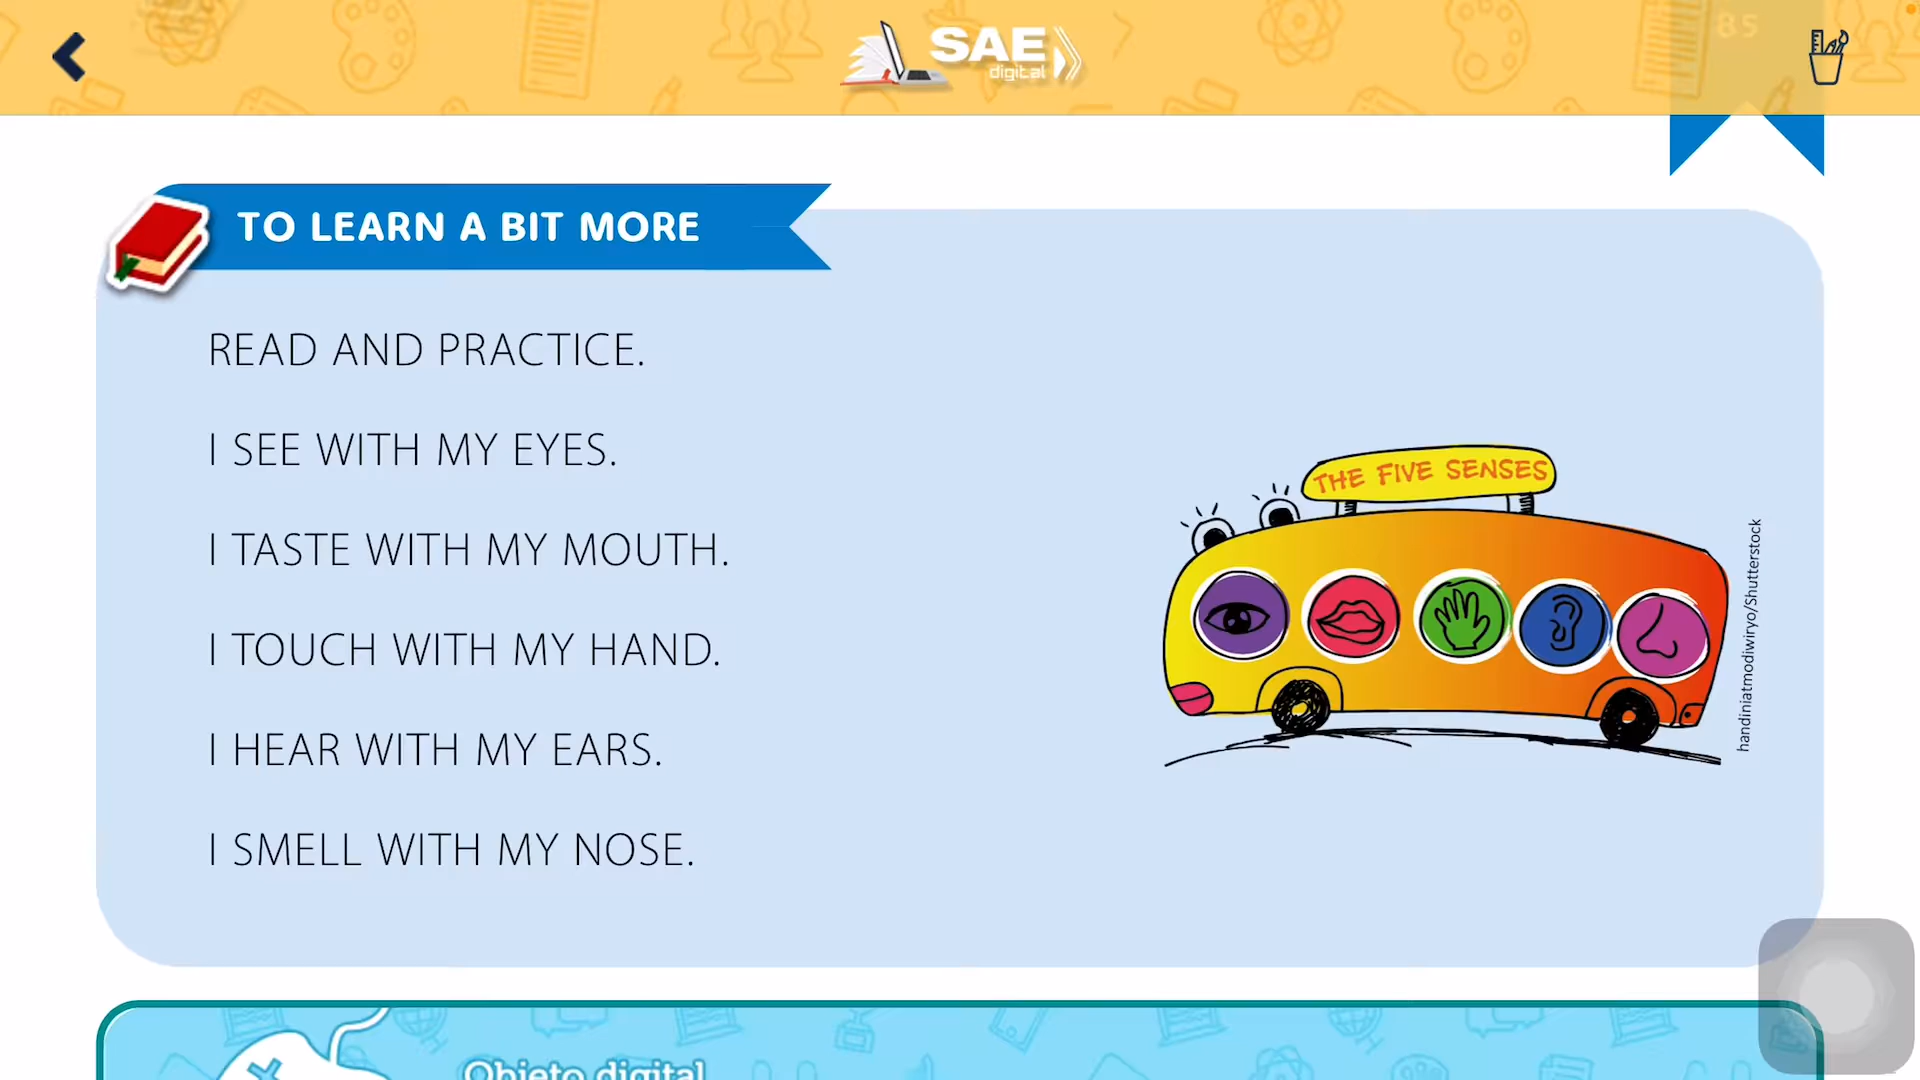 85
SAE
digital
TO LEARN A BIT MORE
READ AND PRACTICE.
I SEE WITH MY EYES.
I TASTE WITH MY MOUTH.
I TOUCH WITH MY HAND.
I HEAR WITH MY EARS.
I SMELL WITH MY NOSE.
THE FIVE SENSES
handiniatmodiwiryo/Shutterstock
Objeto digital